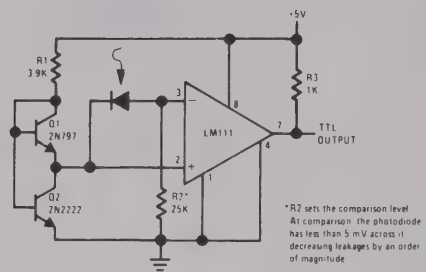 +5V
R1
3.9K
R3
1K
3
8
Q1
2N797
LM111
7
TTL
OUTPUT
2
4
R2*
25K
1
Q2
2N2222
*R2 sets the comparison level
At comparison the photodiode
has less than 5 mV across it
decreasing leakages by an order
of magnitude